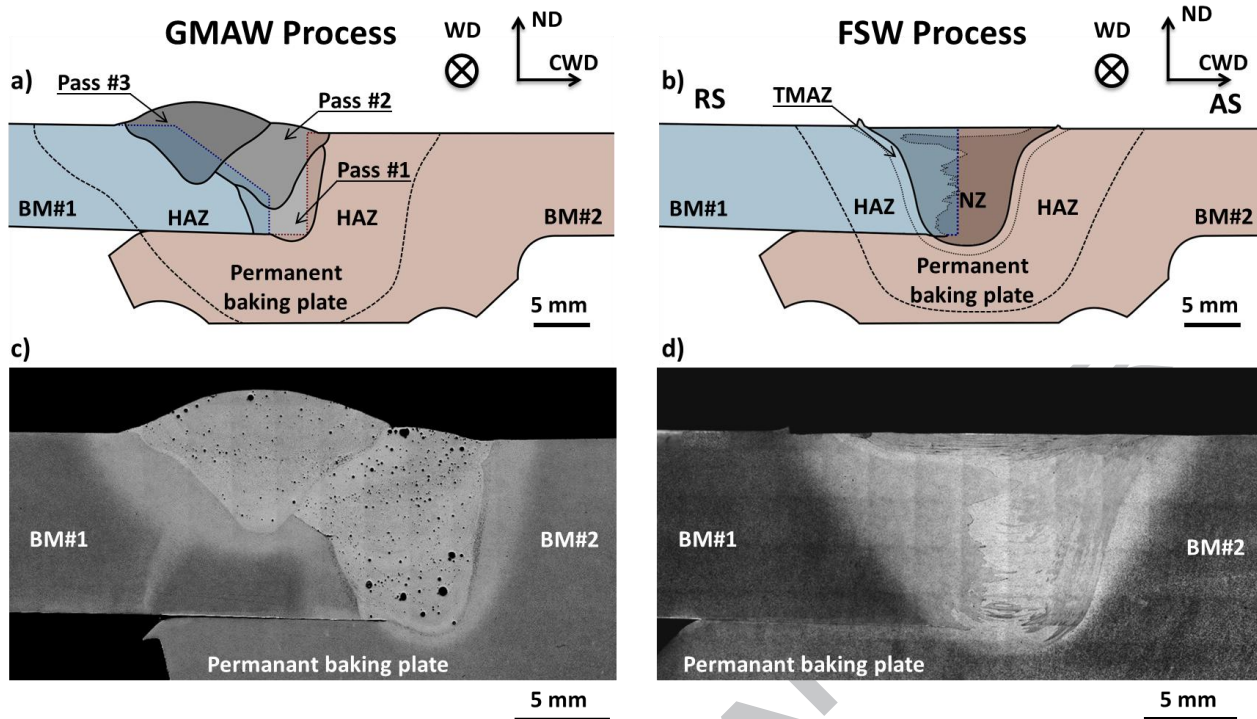 GMAW Process
WD
ND
CWD
a)
Pass #3
Pass #2
Pass #1
BM#1
HAZ
HAZ
BM#2
Permanent
baking plate
5 mm
FSW Process
WD
ND
CWD
b)
RS
TMAZ
AS
BM#1
HAZ
NZ
HAZ
BM#2
Permanent
baking plate
5 mm
c)
BM#1
BM#2
Permanant baking plate
5 mm
d)
BM#1
BM#2
Permanant baking plate
5 mm